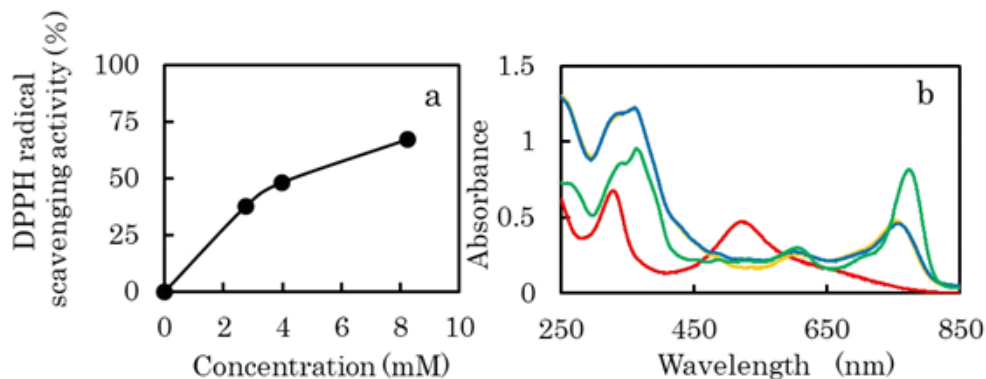 DPPH radical
scavenging activity (%)
100
75
50
25
0
0 2 4 6 8 10
Concentration (mM)
a
Absorbance
1.5
1
0.5
0
250 450 650 850
Wavelength (nm)
b